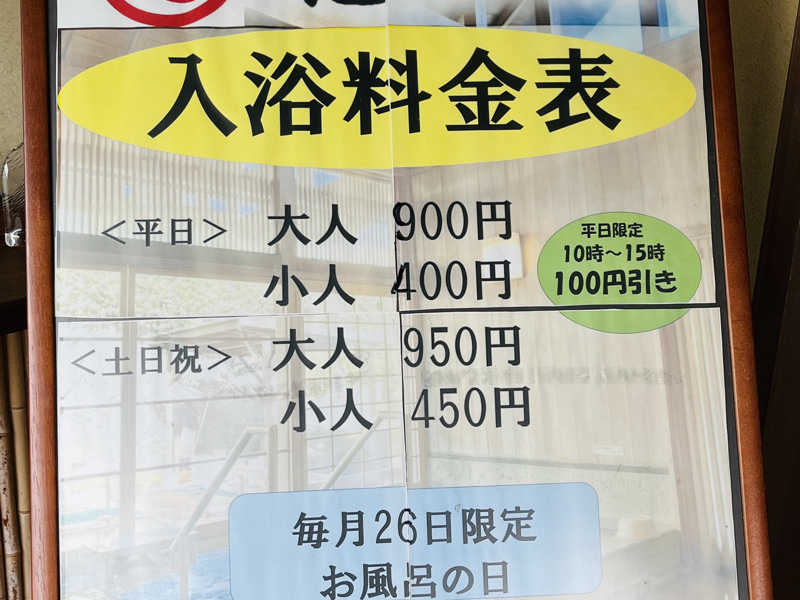 入浴料金表
＜平日＞ 大人 900円
小人 400円
平日限定
10時～15時
100円引き
＜土日祝＞ 大人 950円
小人 450円
毎月26日限定
お風呂の日